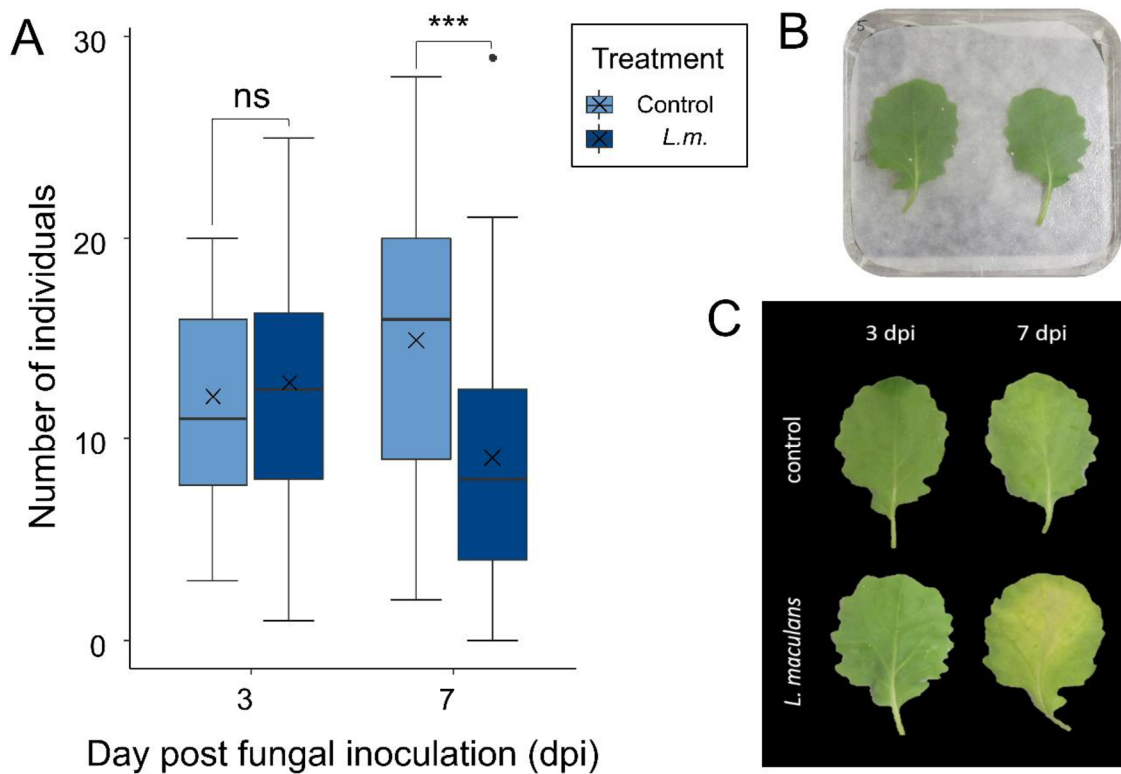 A
Number of individuals
30
20
10
0
ns
***
Treatment
Control
L.m.
3
7
Day post fungal inoculation (dpi)
B
5
C
3 dpi
7 dpi
control
L. maculans